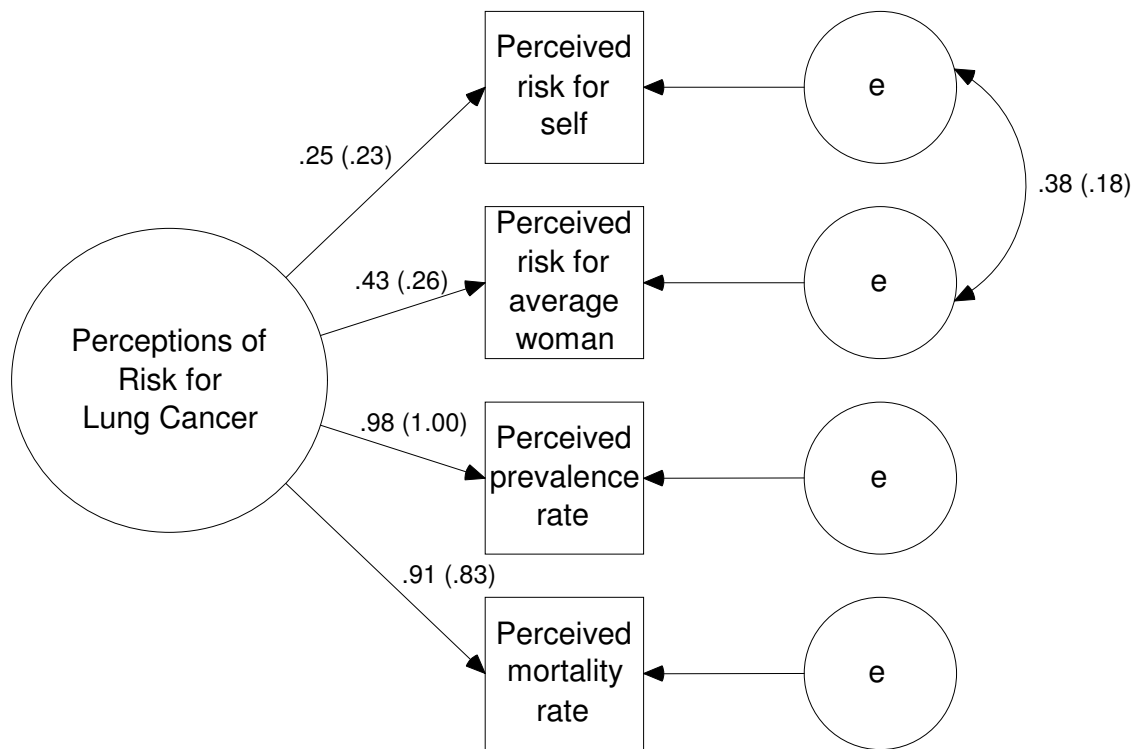 Perceived
risk for
self
e
.25 (.23)
.38 (.18)
Perceived
risk for
average
woman
e
.43 (.26)
Perceptions of
Risk for
Lung Cancer
.98 (1.00)
Perceived
prevalence
rate
e
.91 (.83)
Perceived
mortality
rate
e